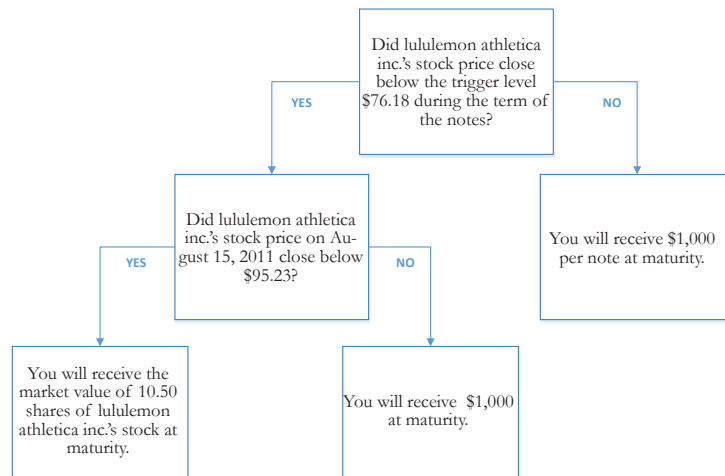 Did lululemon athletica
inc.'s stock price close
below the trigger level
$76.18 during the term of
the notes?
YES
NO
Did lululemon athletica
inc.'s stock price on Au-
gust 15, 2011 close below
$95.23?
You will receive $1,000
per note at maturity.
YES
NO
You will receive the
market value of 10.50
shares of lululemon
athletica inc.'s stock at
maturity.
You will receive $1,000
at maturity.